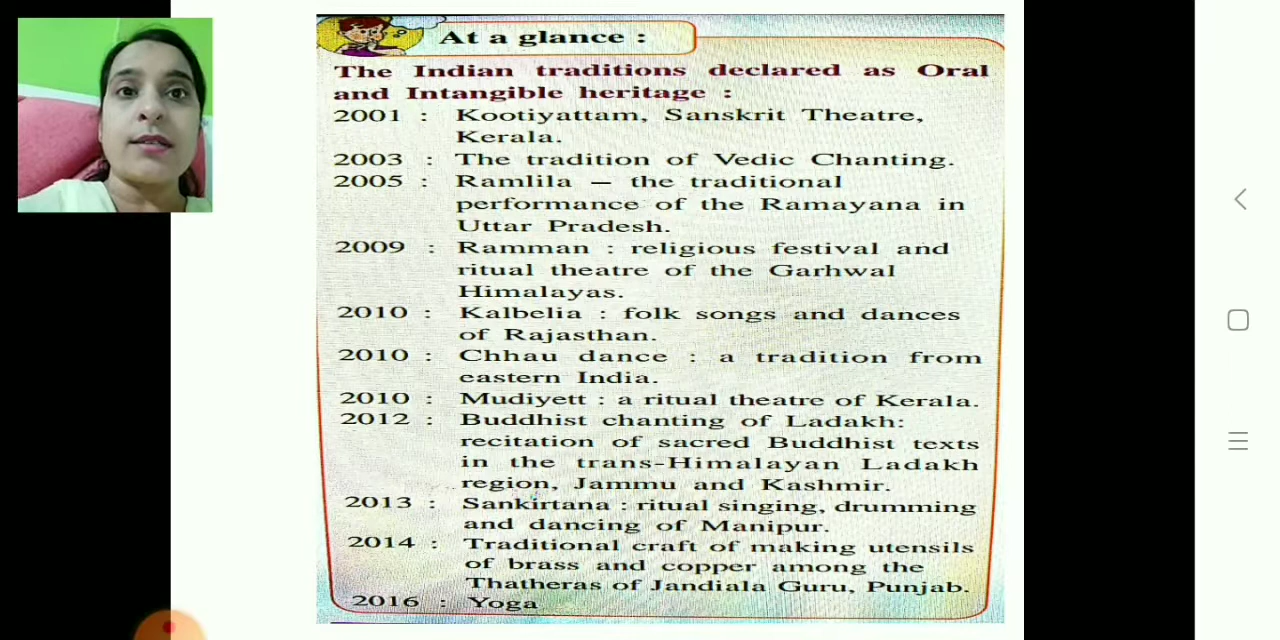 At a glance :
The Indian traditions declared as Oral
and Intangible heritage :
2001 : Kootiyattam, Sanskrit Theatre,
Kerala.
2003 : The tradition of Vedic Chanting.
2005 : Ramlila – the traditional
performance of the Ramayana in
Uttar Pradesh.
2009 : Ramman : religious festival and
ritual theatre of the Garhwal
Himalayas.
2010 : Kalbelia : folk songs and dances
of Rajasthan.
2010 : Chhau dance : a tradition from
eastern India.
2010 : Mudiyett : a ritual theatre of Kerala.
2012 : Buddhist chanting of Ladakh:
recitation of sacred Buddhist texts
in the trans-Himalayan Ladakh
region, Jammu and Kashmir.
2013 : Sankirtana : ritual singing, drumming
and dancing of Manipur.
2014 : Traditional craft of making utensils
of brass and copper among the
Thatheras of Jandiala Guru, Punjab.
2016 : Yoga